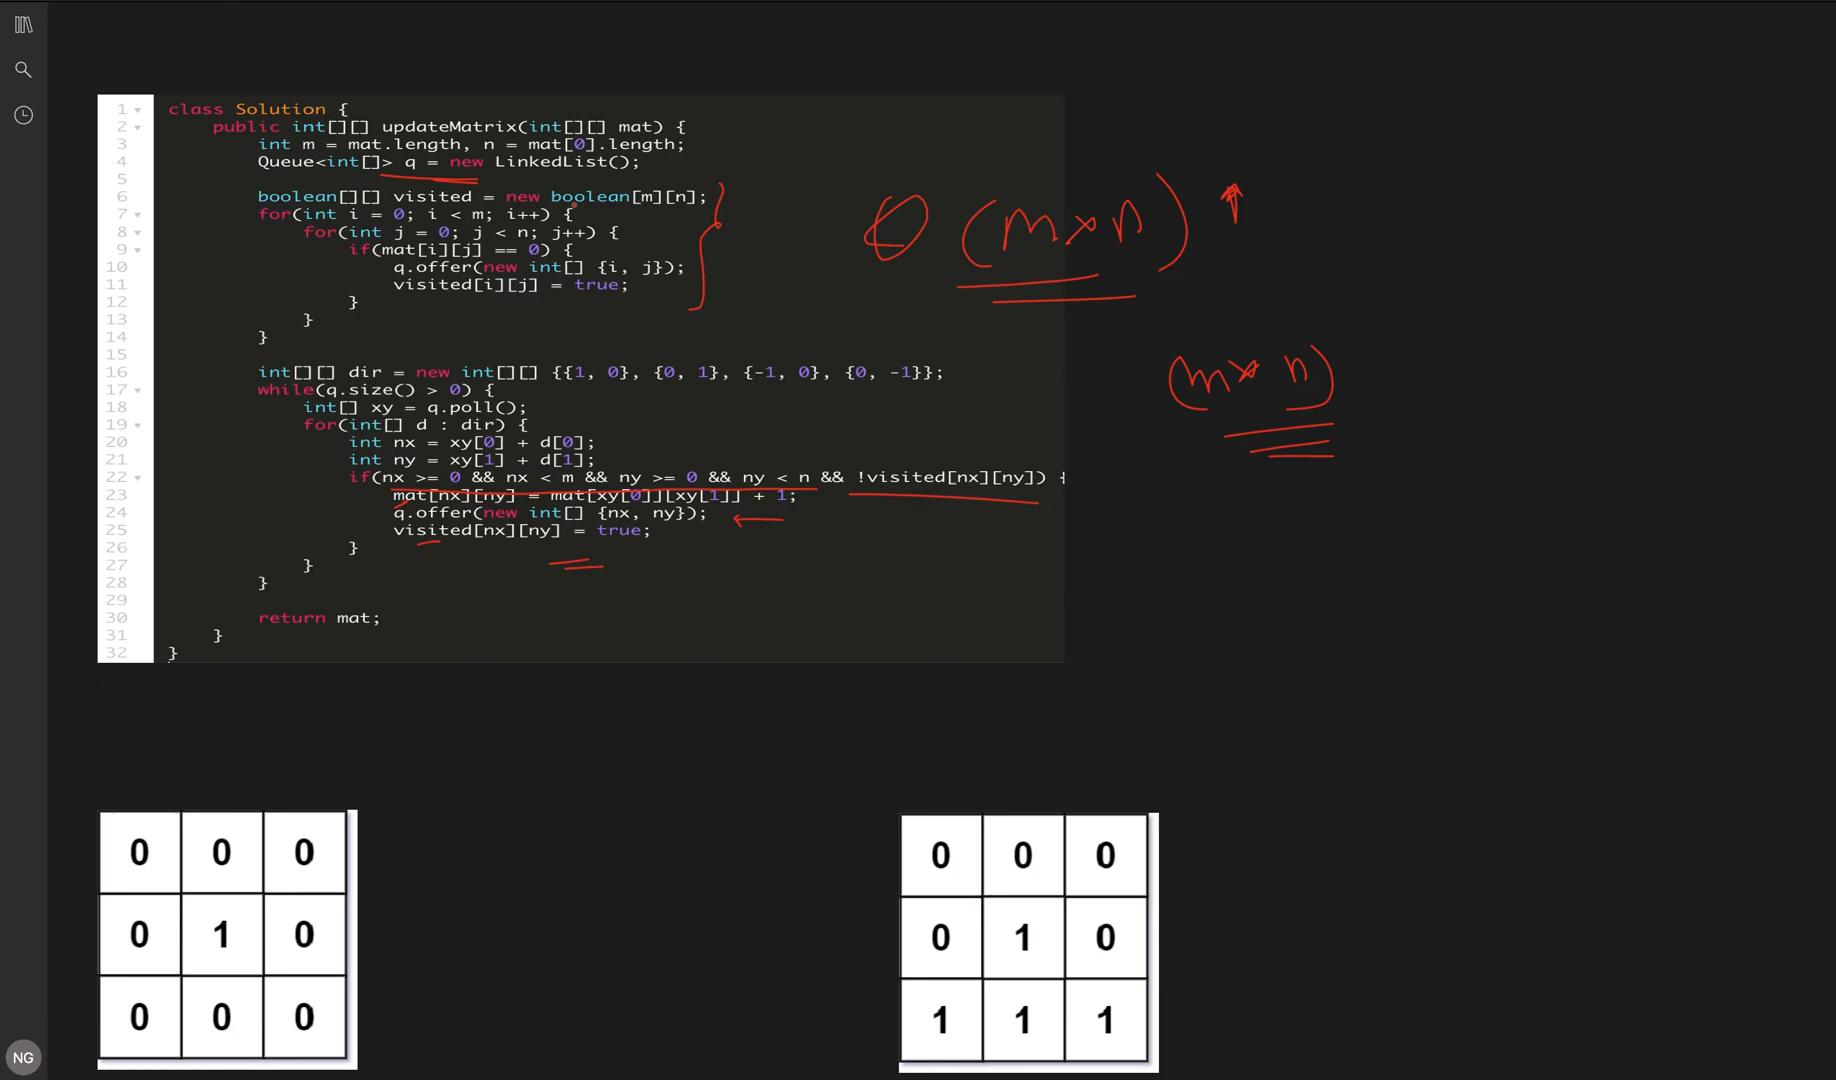 1 class Solution {
2 public int[][] updateMatrix(int[][] mat) {
3 int m = mat.length, n = mat[0].length;
4 Queue<int[]> q = new LinkedList();
5
6 boolean[][] visited = new boolean[m][n];
7 for(int i = 0; i < m; i++) {
8 for(int j = 0; j < n; j++) {
9 if(mat[i][j] == 0) {
10 q.offer(new int[] {i, j});
11 visited[i][j] = true;
12 }
13 }
14 }
15
16 int[][] dir = new int[][] {{1, 0}, {0, 1}, {-1, 0}, {0, -1}};
17 while(q.size() > 0) {
18 int[] xy = q.poll();
19 for(int[] d : dir) {
20 int nx = xy[0] + d[0];
21 int ny = xy[1] + d[1];
22 if(nx >= 0 && nx < m && ny >= 0 && ny < n && !visited[nx][ny]) {
23 mat[nx][ny] = mat[xy[0]][xy[1]] + 1;
24 q.offer(new int[] {nx, ny});
25 visited[nx][ny] = true;
26 }
27 }
28 }
29
30 return mat;
31 }
32 }
O (m x n)
(m x n)
0 0 0
0 1 0
0 0 0
0 0 0
0 1 0
1 1 1
NG